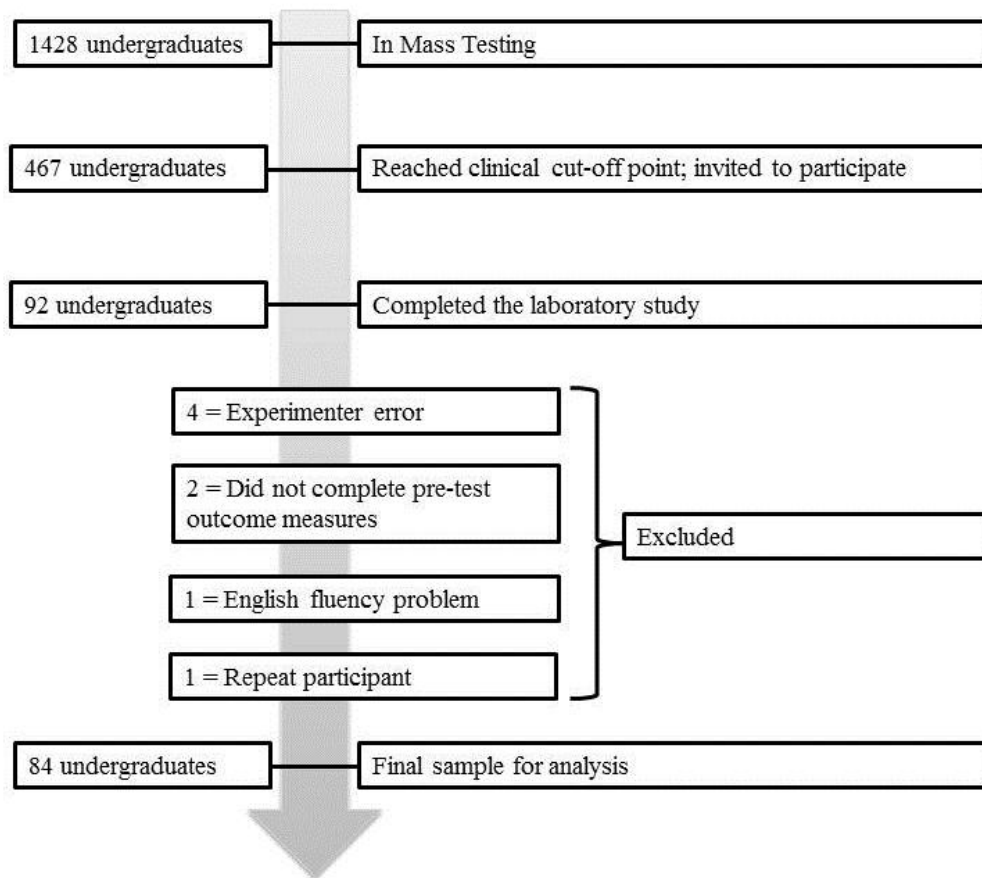 1428 undergraduates
In Mass Testing
467 undergraduates
Reached clinical cut-off point; invited to participate
92 undergraduates
Completed the laboratory study
4 = Experimenter error
2 = Did not complete pre-test
outcome measures
Excluded
1 = English fluency problem
1 = Repeat participant
84 undergraduates
Final sample for analysis